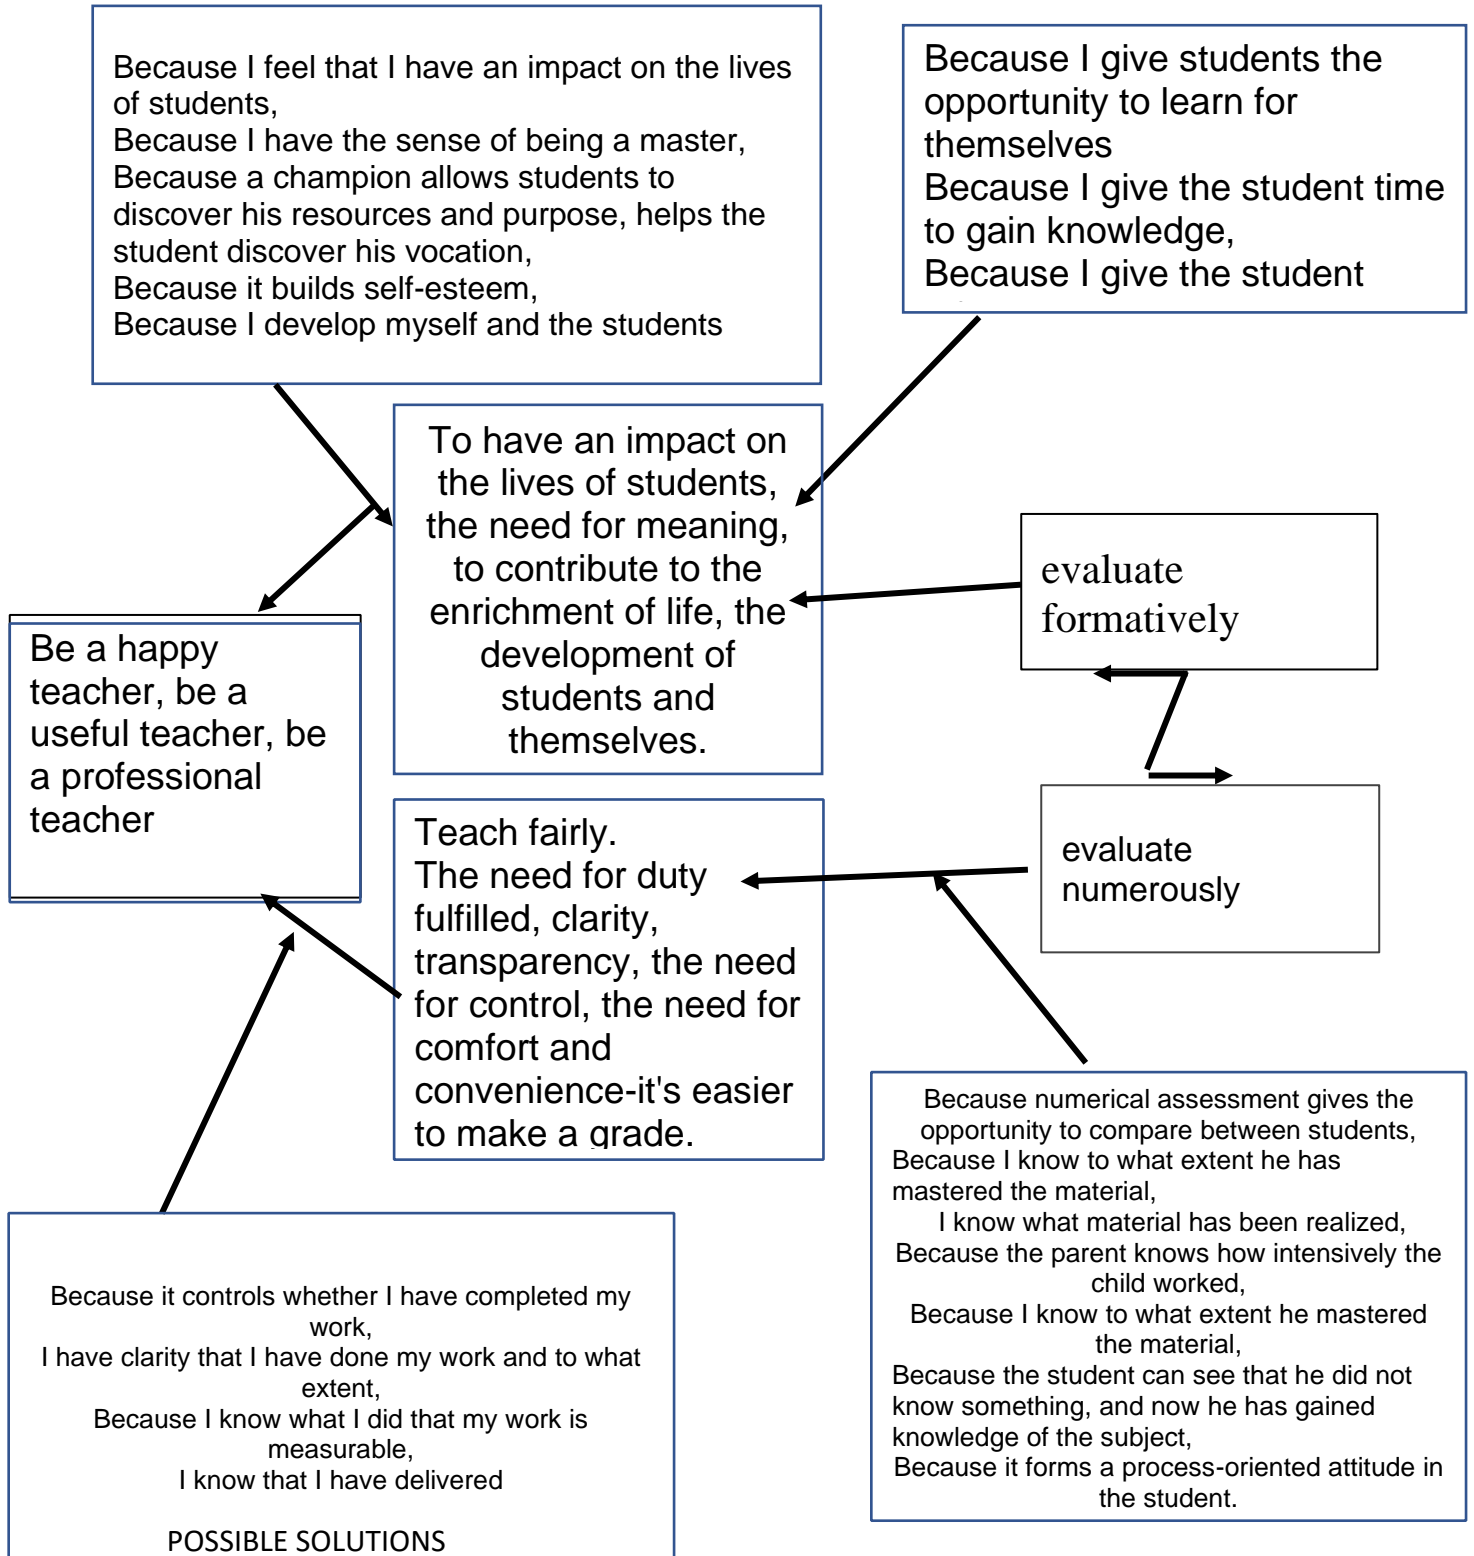 Because I feel that I have an impact on the lives
of students,
Because I have the sense of being a master,
Because a champion allows students to
discover his resources and purpose, helps the
student discover his vocation,
Because it builds self-esteem,
Because I develop myself and the students
Because I give students the
opportunity to learn for
themselves
Because I give the student time
to gain knowledge,
Because I give the student
To have an impact on
the lives of students,
the need for meaning,
to contribute to the
enrichment of life, the
development of
students and
themselves.
evaluate
formatively
Be a happy
teacher, be a
useful teacher, be
a professional
teacher
Teach fairly.
The need for duty
fulfilled, clarity,
transparency, the need
for control, the need for
comfort and
convenience-it's easier
to make a grade.
evaluate
numerously
Because numerical assessment gives the
opportunity to compare between students,
Because I know to what extent he has
mastered the material,
I know what material has been realized,
Because the parent knows how intensively the
child worked,
Because I know to what extent he mastered
the material,
Because the student can see that he did not
know something, and now he has gained
knowledge of the subject,
Because it forms a process-oriented attitude in
the student.
Because it controls whether I have completed my
work,
I have clarity that I have done my work and to what
extent,
Because I know what I did that my work is
measurable,
I know that I have delivered
POSSIBLE SOLUTIONS